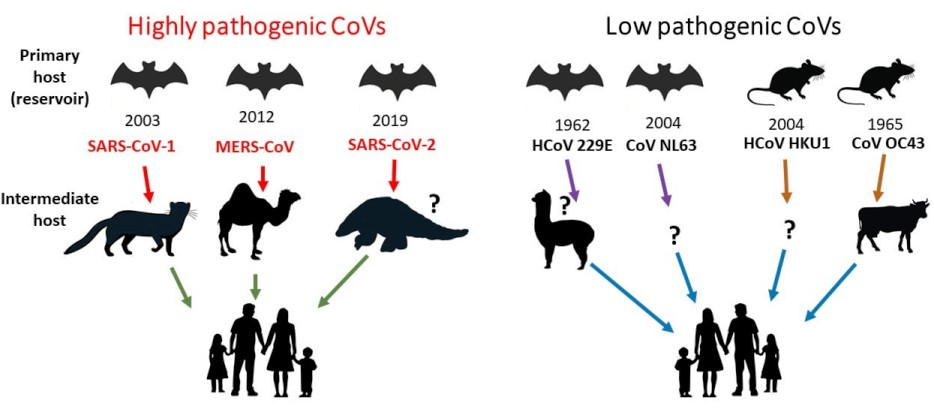 Highly pathogenic CoVs
Low pathogenic CoVs
Primary
host
(reservoir)
2003
SARS-CoV-1
2012
MERS-CoV
2019
SARS-CoV-2
1962
HCoV 229E
2004
CoV NL63
2004
HCoV HKU1
1965
CoV OC43
Intermediate
host
?
?
?
?